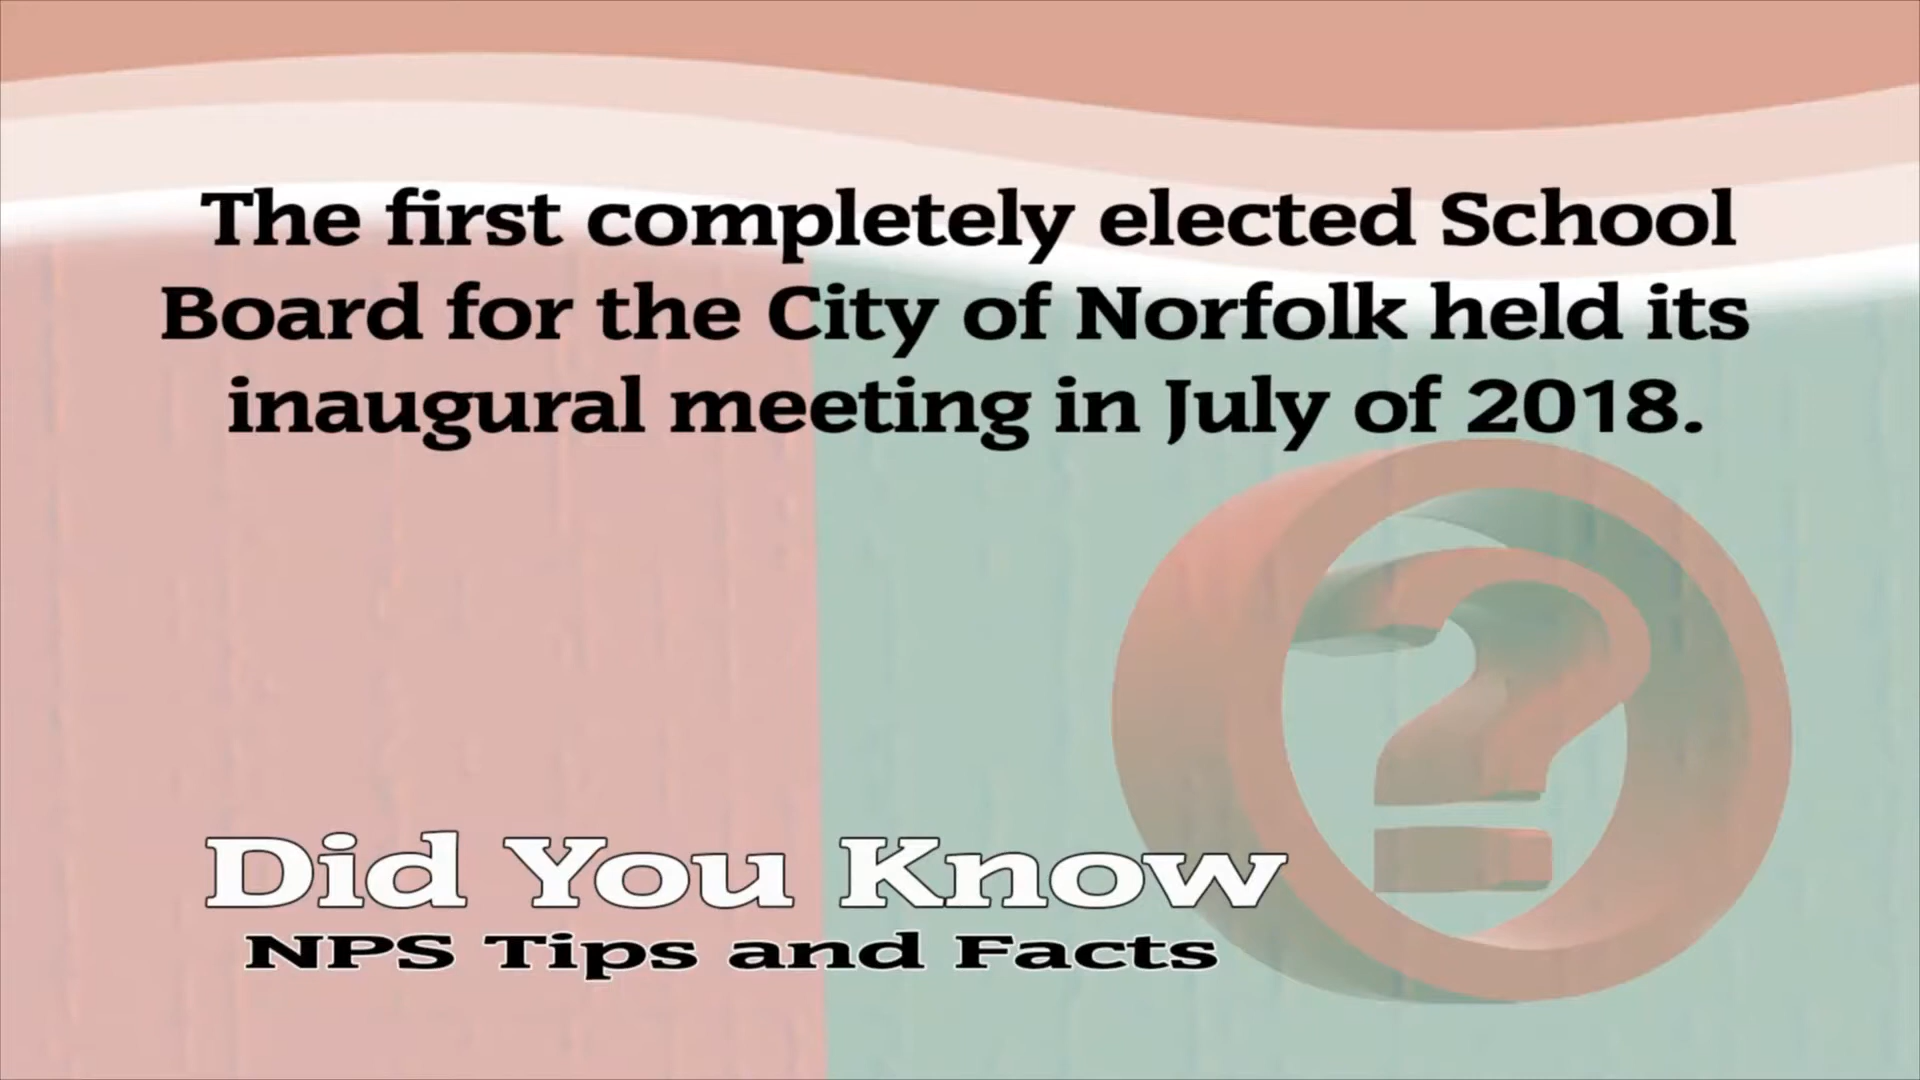 The first completely elected School
Board for the City of Norfolk held its
inaugural meeting in July of 2018.
Did You Know
NPS Tips and Facts